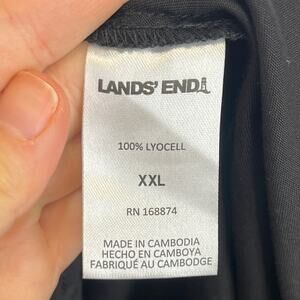 LANDS' END
100% LYOCELL
XXL
RN 168874
MADE IN CAMBODIA
HECHO EN CAMBOYA
FABRIQUÉ AU CAMBODGE